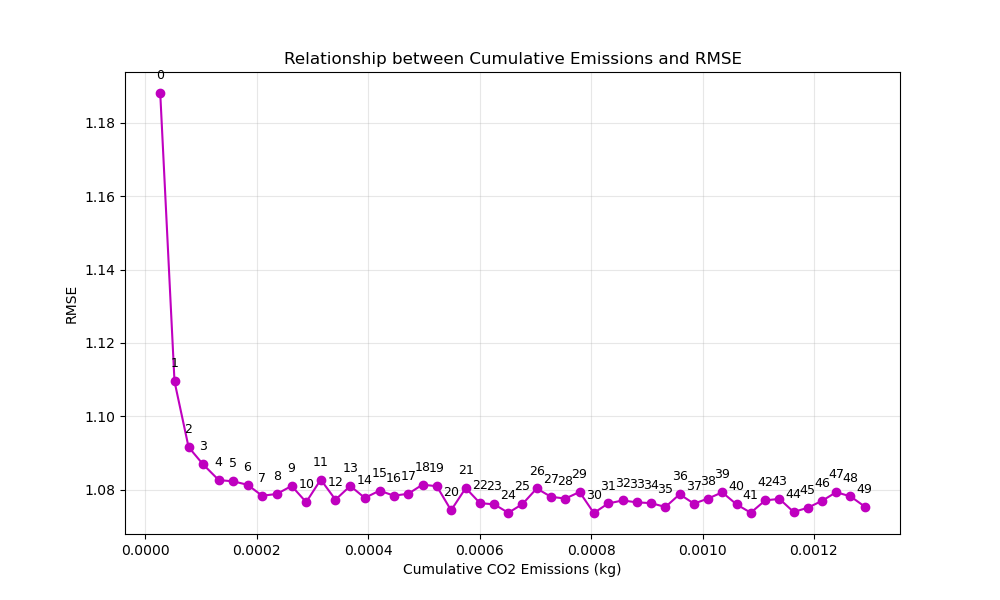 Relationship between Cumulative Emissions and RMSE
0
1.18
1.16
1.14
RMSE
1.12
1
1.10
2
3
4 5 6 7 8 9 10 11 12 13 14 15 16 17 18 19 20 21 22 23 24 25 26 27 28 29 30 31 32 33 34 35 36 37 38 39 40 41 42 43 44 45 46 47 48 49
1.08
0.0000 0.0002 0.0004 0.0006 0.0008 0.0010 0.0012
Cumulative CO2 Emissions (kg)